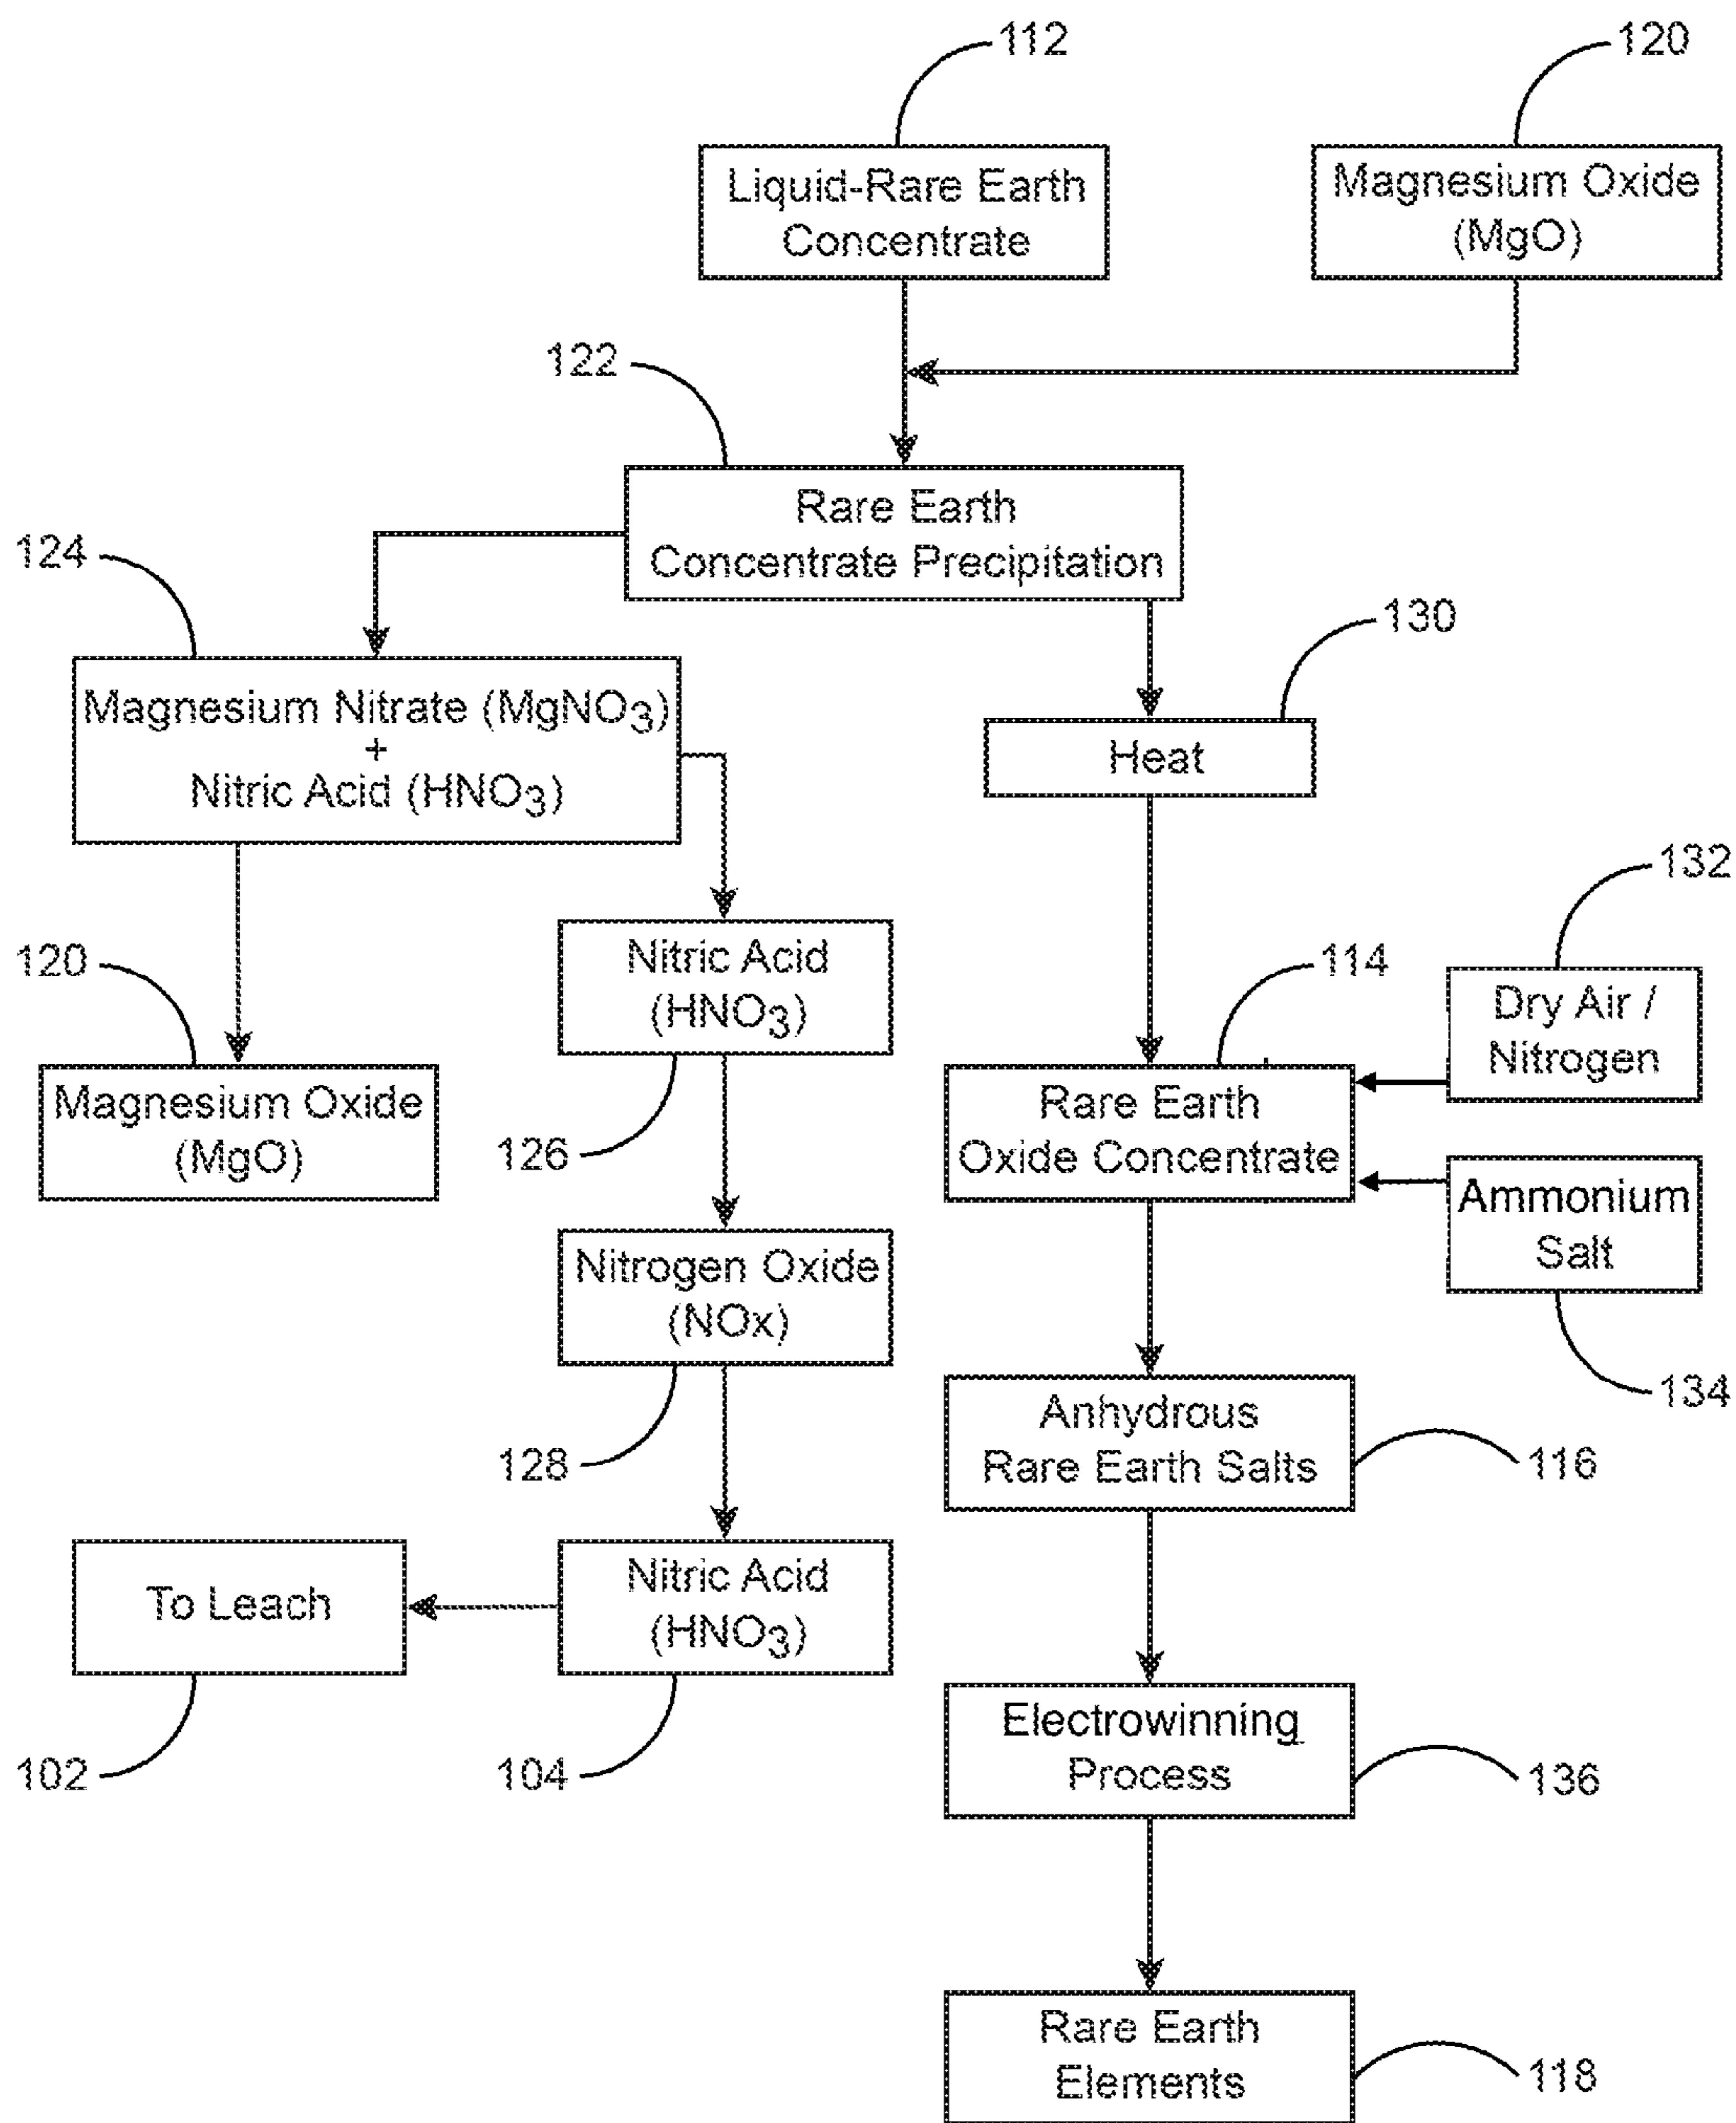 112
120
Liquid-Rare Earth
Concentrate
Magnesium Oxide
(MgO)
122
Rare Earth
Concentrate Precipitation
124
130
Magnesium Nitrate (MgNO3)
+
Nitric Acid (HNO3)
Heat
132
120
Nitric Acid
(HNO3)
114
Dry Air /
Nitrogen
Magnesium Oxide
(MgO)
126
Rare Earth
Oxide Concentrate
Ammonium
Salt
Nitrogen Oxide
(NOx)
134
128
Anhydrous
Rare Earth Salts
116
To Leach
Nitric Acid
(HNO3)
102
104
Electrowinning
Process
136
Rare Earth
Elements
118